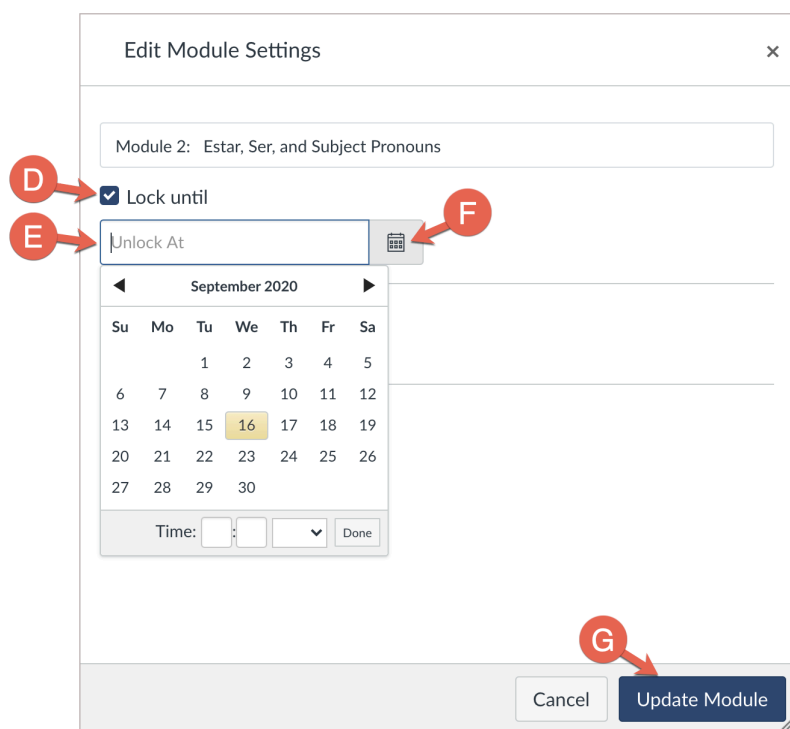 Edit Module Settings ×
Module 2: Estar, Ser, and Subject Pronouns
D
Lock until
E
Unlock At
F
September 2020
Su Mo Tu We Th Fr Sa
1 2 3 4 5
6 7 8 9 10 11 12
13 14 15 16 17 18 19
20 21 22 23 24 25 26
27 28 29 30
Time: : Done
G
Cancel Update Module